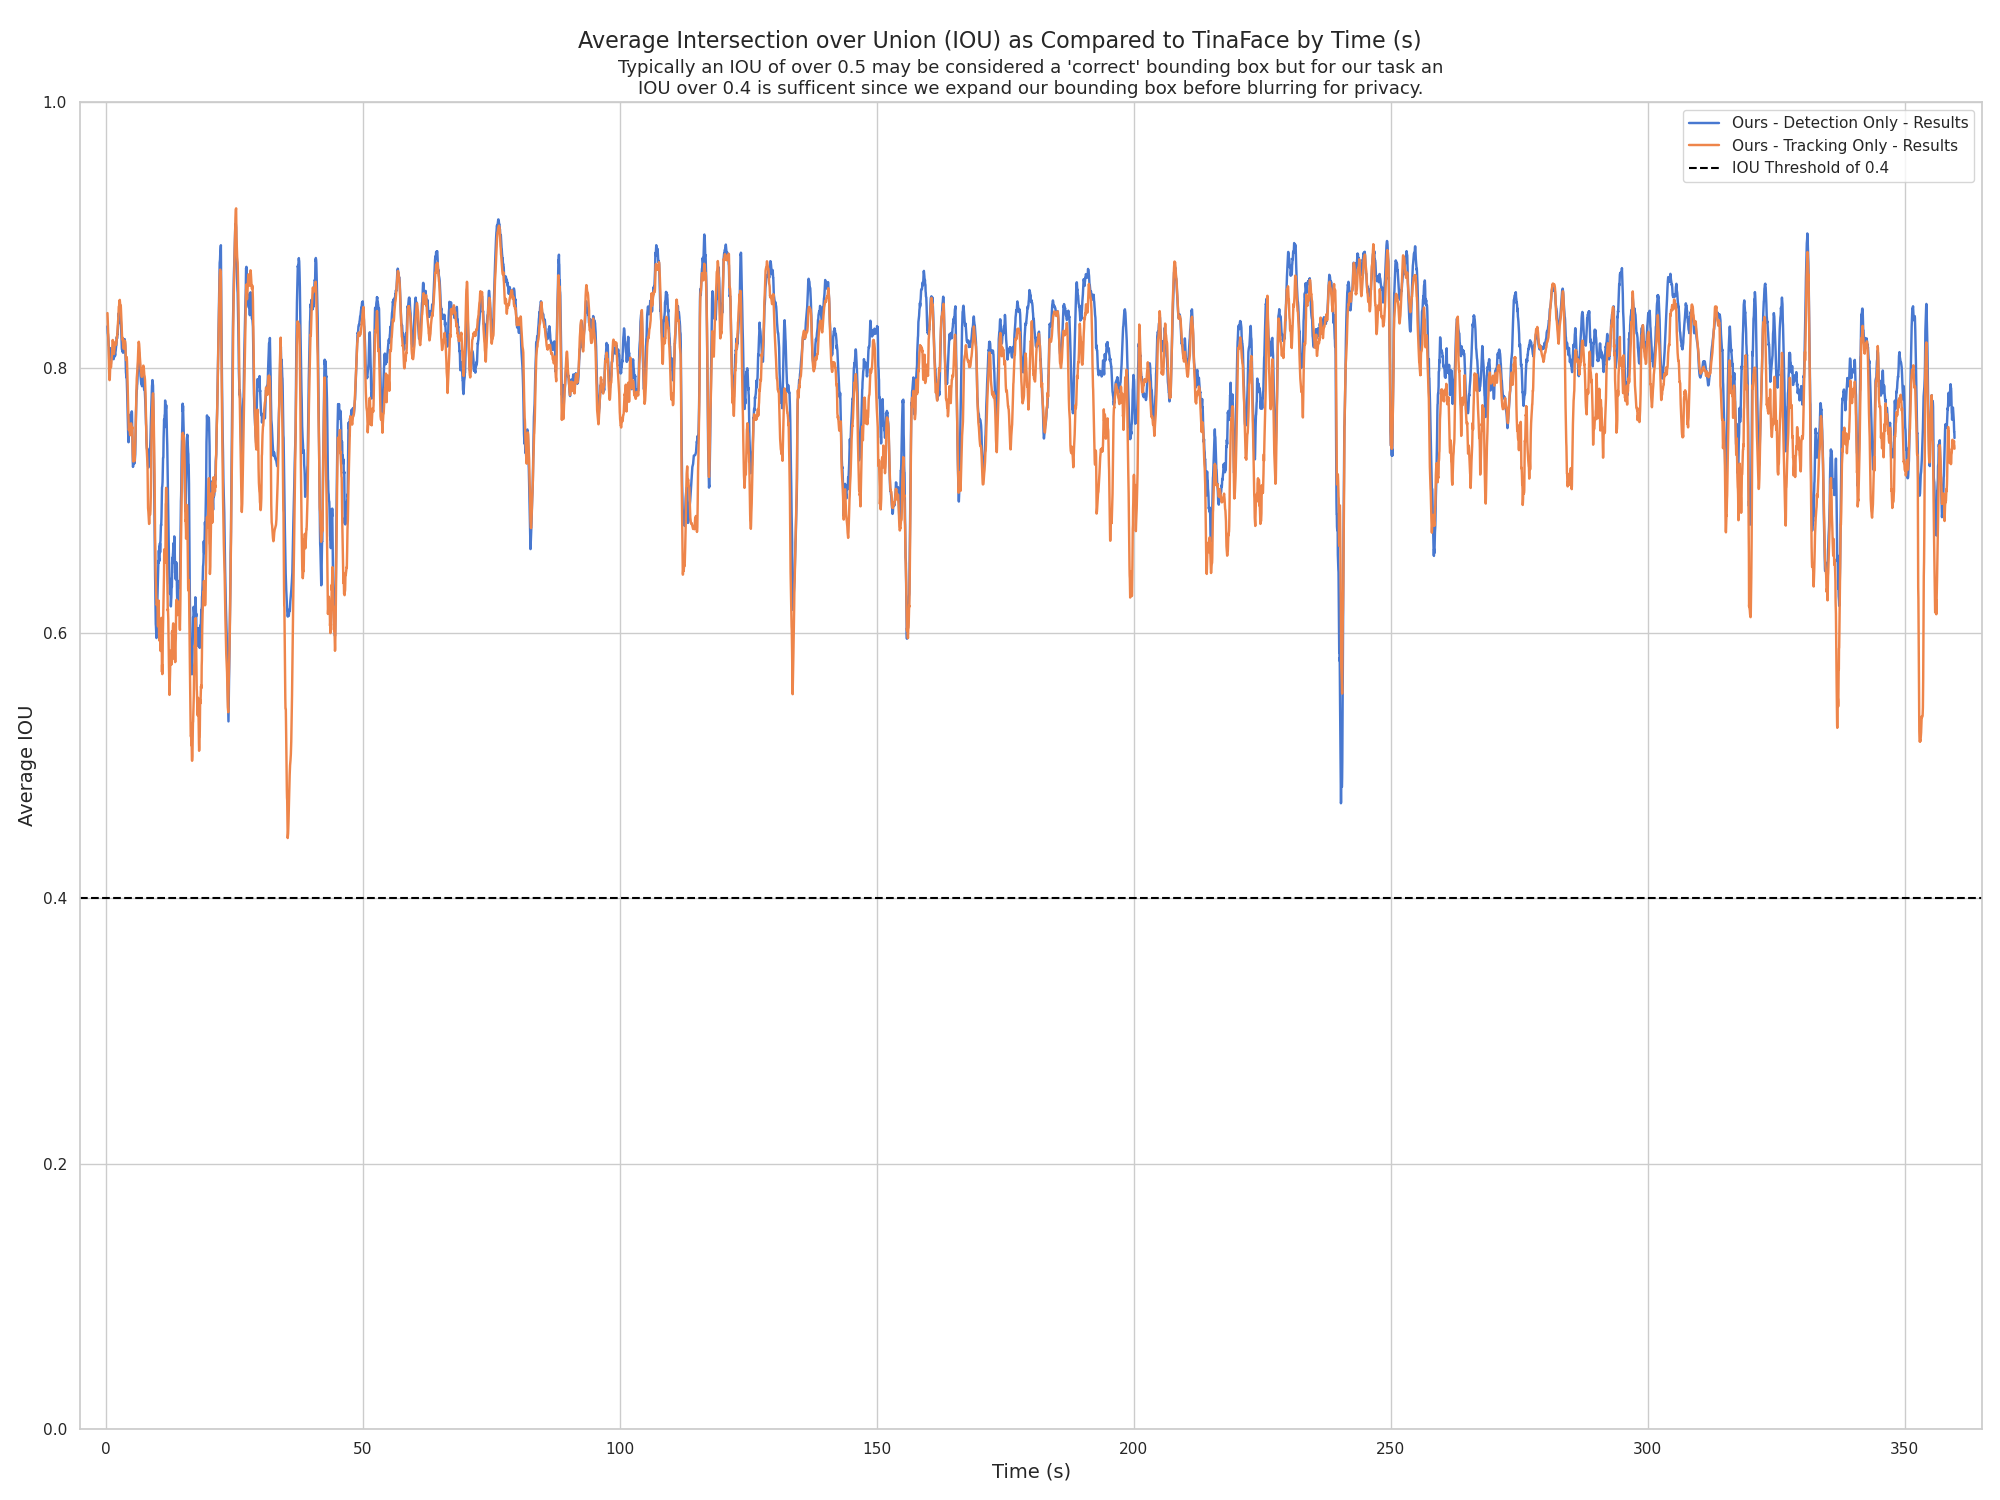 Average Intersection over Union (IOU) as Compared to TinaFace by Time (s)
Typically an IOU of over 0.5 may be considered a 'correct' bounding box but for our task an
IOU over 0.4 is sufficent since we expand our bounding box before blurring for privacy.
Ours - Detection Only - Results
Ours - Tracking Only - Results
IOU Threshold of 0.4
Average IOU
1.0
0.8
0.6
0.4
0.2
0.0
0 50 100 150 200 250 300 350
Time (s)